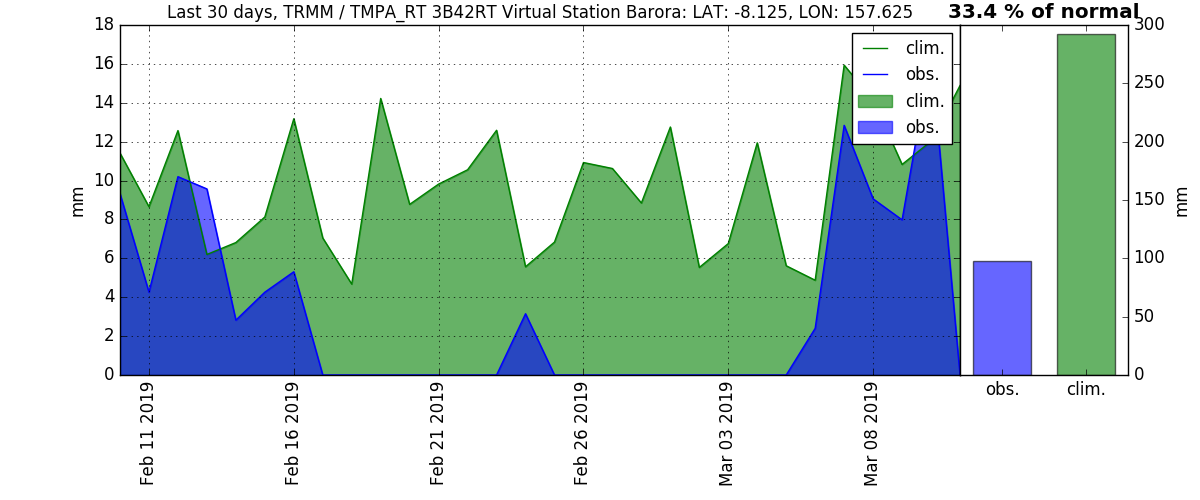 Last 30 days, TRMM / TMPA_RT 3B42RT Virtual Station Barora: LAT: -8.125, LON: 157.625
33.4 % of normal
18
16
14
12
10
8
6
4
2
0
mm
clim.
obs.
clim.
obs.
300
250
200
150
100
50
0
mm
Feb 11 2019
Feb 16 2019
Feb 21 2019
Feb 26 2019
Mar 03 2019
Mar 08 2019
obs.
clim.